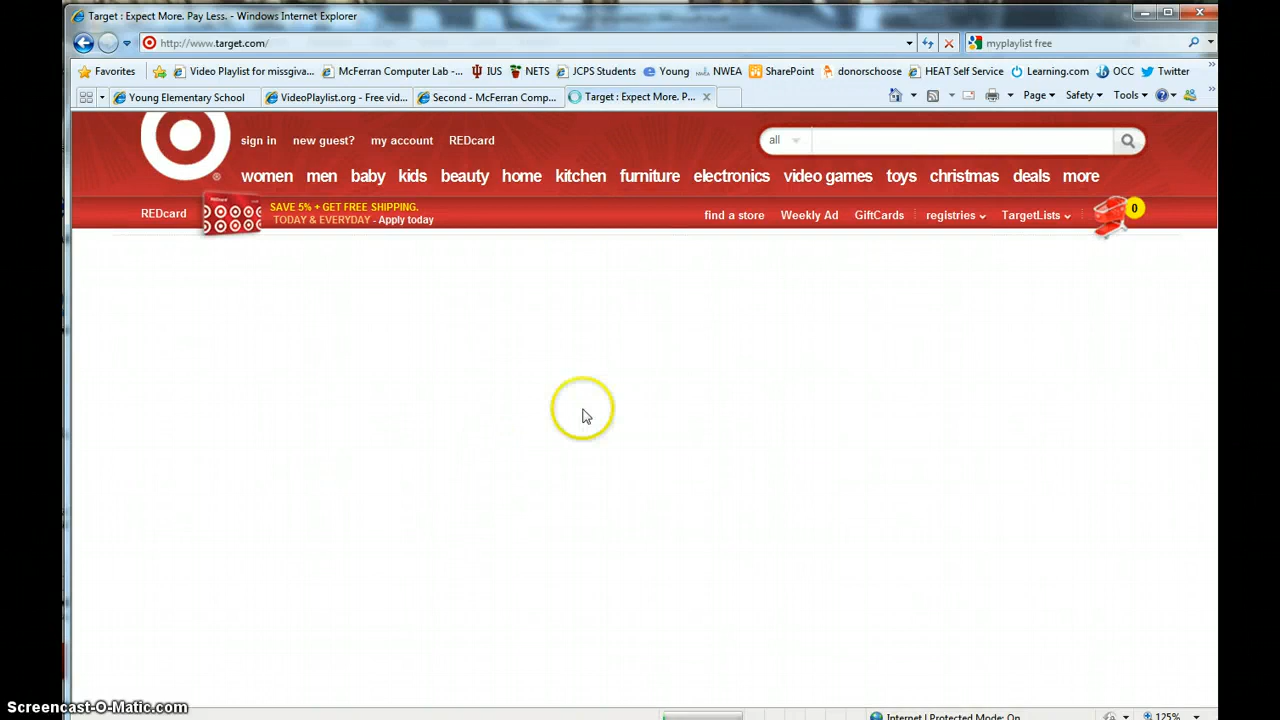 Target : Expect More. Pay Less. - Windows Internet Explorer
http://www.target.com/
myplaylist free
Favorites
Video Playlist for missgiva...
McFerran Computer Lab -...
IUS
NETS
JCPS Students
Young
NWEA
SharePoint
donorschoose
HEAT Self Service
Learning.com
OCC
Twitter
Young Elementary School
VideoPlaylist.org - Free vid...
Second - McFerran Comp...
Target : Expect More. P...
Page
Safety
Tools
sign in
new guest?
my account
REDcard
all
women
men
baby
kids
beauty
home
kitchen
furniture
electronics
video games
toys
christmas
deals
more
REDcard
SAVE 5% + GET FREE SHIPPING.
TODAY & EVERYDAY - Apply today
find a store
Weekly Ad
GiftCards
registries
TargetLists
0
Screencast-O-Matic.com
Internet | Protected Mode: On
125%